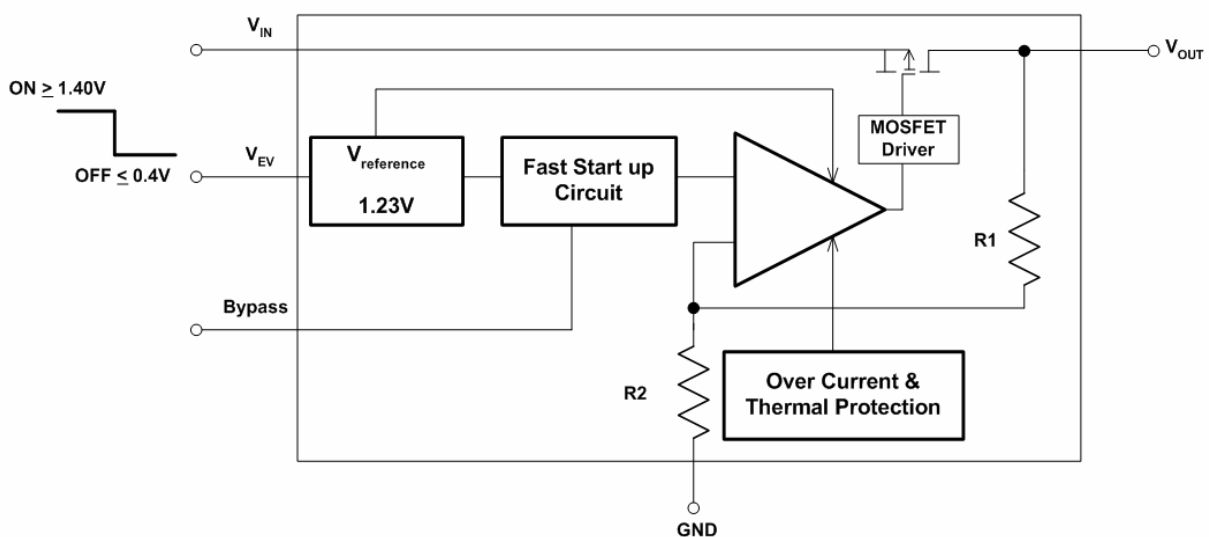 V_IN
V_OUT
ON ≥ 1.40V
MOSFET
Driver
V_EV
OFF ≤ 0.4V
V_reference
1.23V
Fast Start up
Circuit
R1
Bypass
R2
Over Current &
Thermal Protection
GND